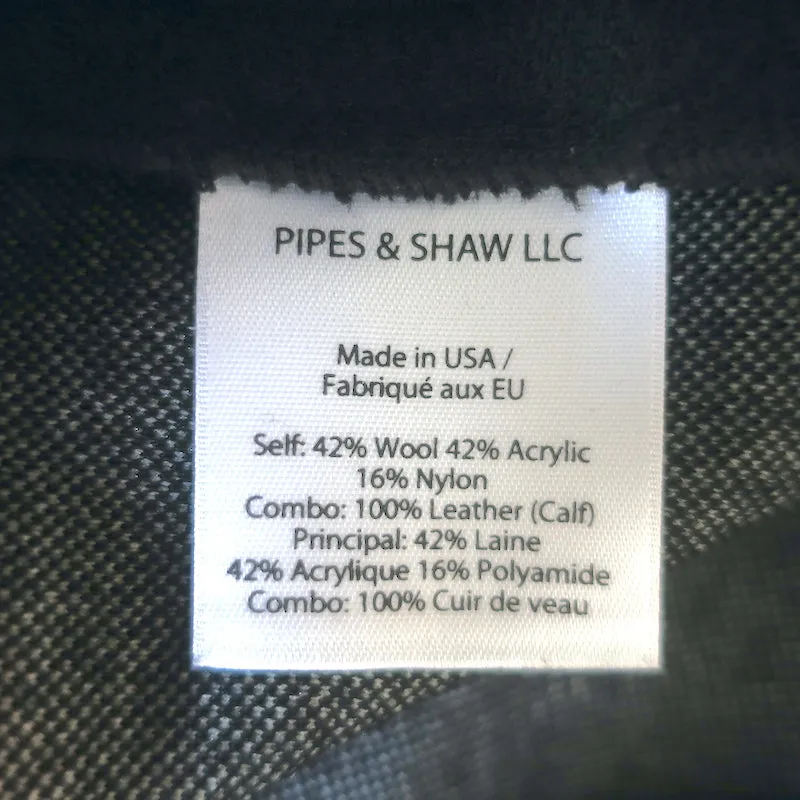 PIPES & SHAW LLC
Made in USA /
Fabriqué aux EU
Self: 42% Wool 42% Acrylic
16% Nylon
Combo: 100% Leather (Calf)
Principal: 42% Laine
42% Acrylique 16% Polyamide
Combo: 100% Cuir de veau